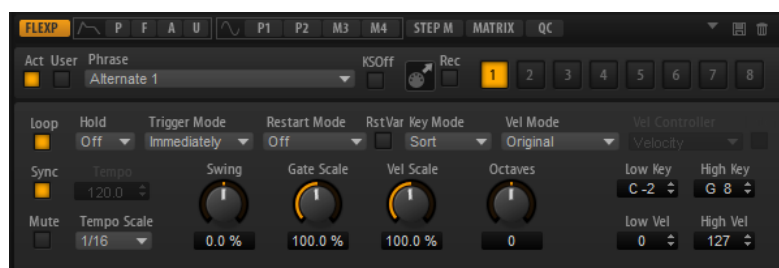 FLEXP P F A U P1 P2 M3 M4 STEP M MATRIX QC
Act User Phrase KSOff Rec
Alternate 1 1 2 3 4 5 6 7 8
Loop Hold Trigger Mode Restart Mode RstVar Key Mode Vel Mode Vel Controller
Off Immediately Off Sort Original Velocity
Sync Tempo Swing Gate Scale Vel Scale Octaves Low Key High Key
120.0 C -2 G 8
Mute Tempo Scale Low Vel High Vel
1/16 0.0 % 100.0 % 100.0 % 0 0 127